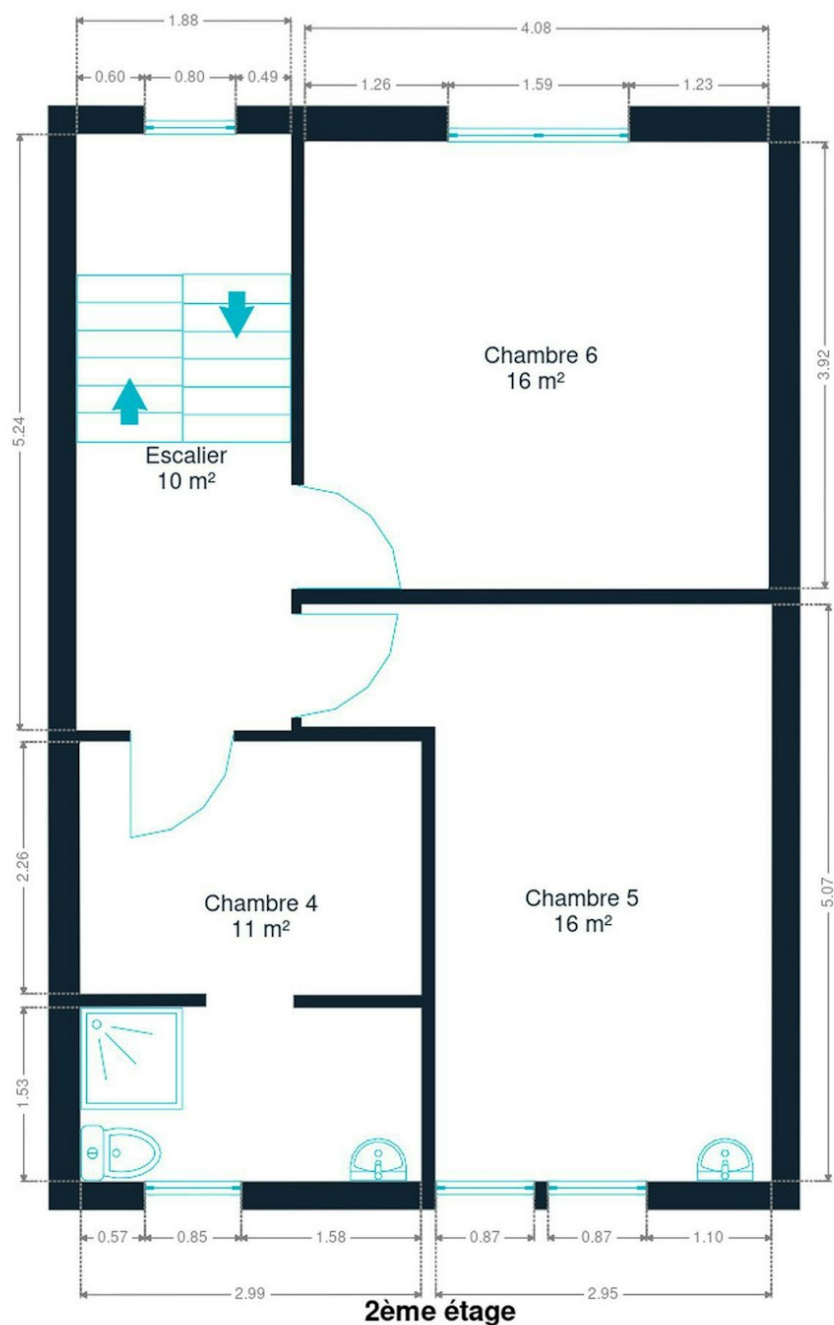 1.88
4.08
0.60
0.80
0.49
1.26
1.59
1.23
5.24
3.92
Chambre 6
16 m²
Escalier
10 m²
2.26
5.07
Chambre 4
11 m²
Chambre 5
16 m²
1.53
0.57
0.85
1.58
0.87
0.87
1.10
2.99
2.95
2ème étage